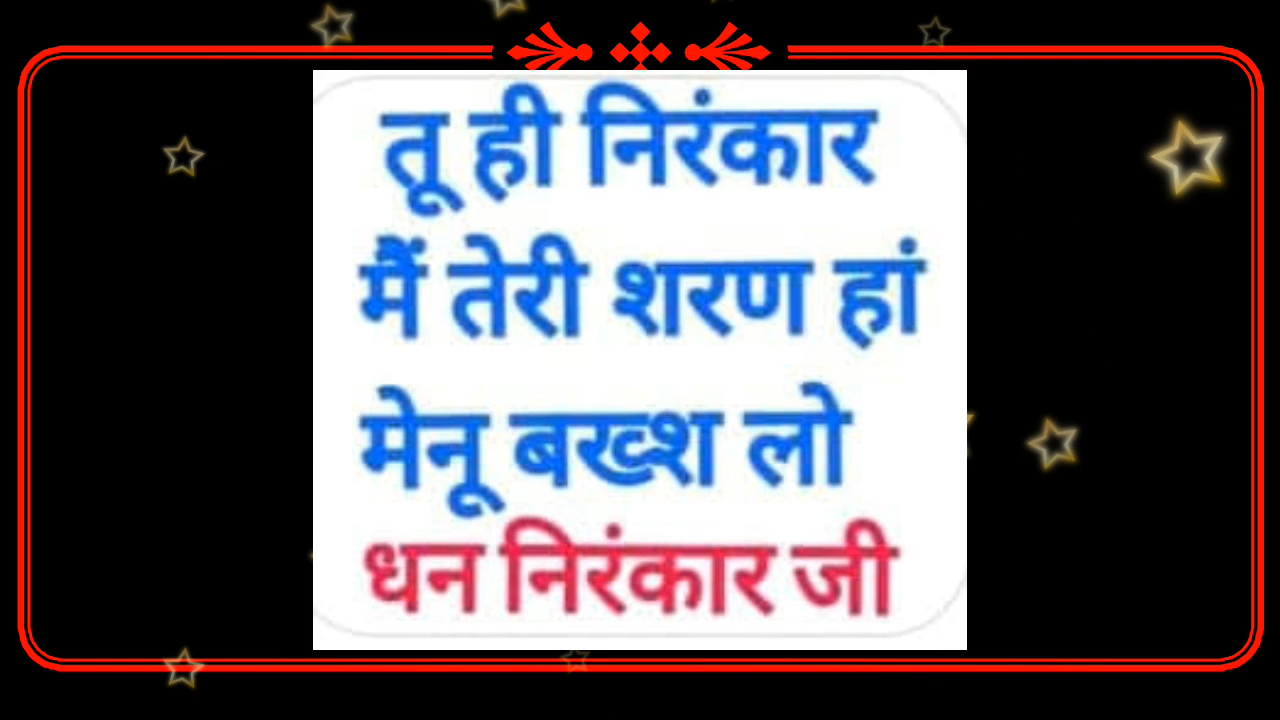 तू ही निरंकार
मैं तेरी शरण हां
मेनू बख्श लो
धन निरंकार जी